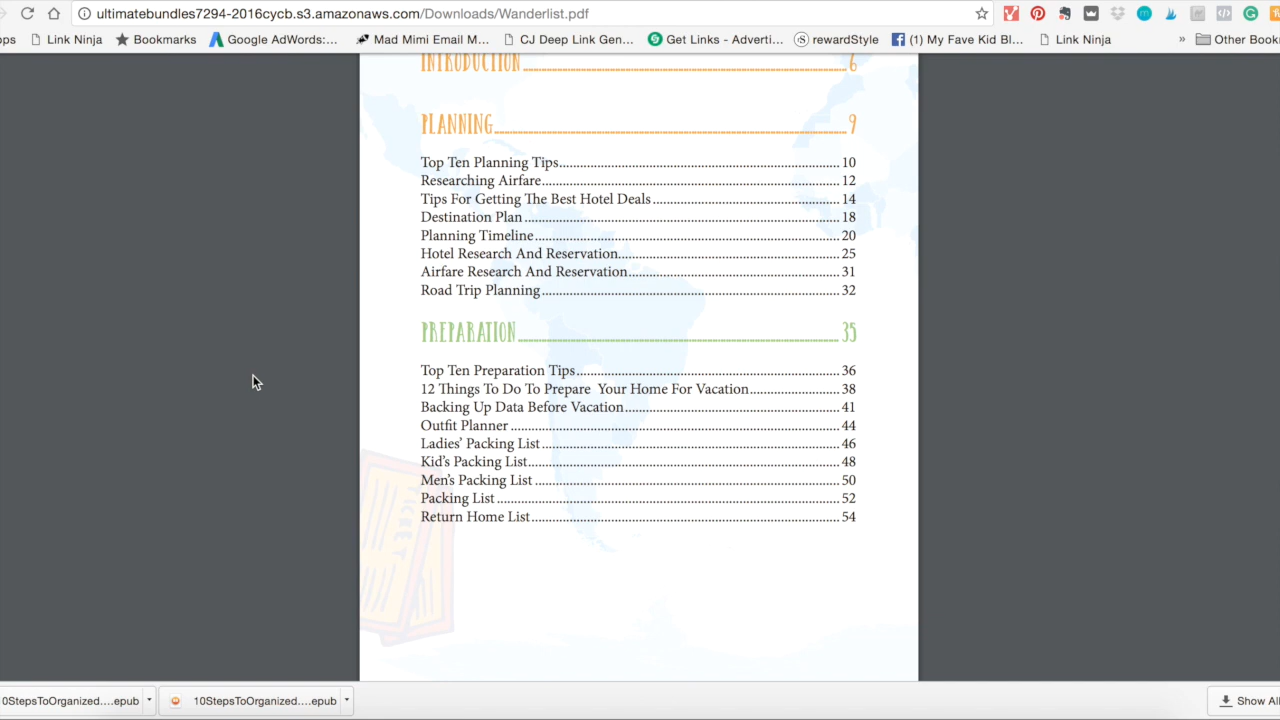 ultimatebundles7294-2016cycb.s3.amazonaws.com/Downloads/Wanderlist.pdf
Link Ninja Bookmarks Google AdWords:... Mad Mimi Email M... CJ Deep Link Gen... Get Links - Adverti... rewardStyle (1) My Fave Kid Bl... Link Ninja » Other Book
INTRODUCTION 6
PLANNING 9
Top Ten Planning Tips 10
Researching Airfare 12
Tips For Getting The Best Hotel Deals 14
Destination Plan 18
Planning Timeline 20
Hotel Research And Reservation 25
Airfare Research And Reservation 31
Road Trip Planning 32
PREPARATION 35
Top Ten Preparation Tips 36
12 Things To Do To Prepare Your Home For Vacation 38
Backing Up Data Before Vacation 41
Outfit Planner 44
Ladies' Packing List 46
Kid's Packing List 48
Men's Packing List 50
Packing List 52
Return Home List 54
TICKET
0StepsToOrganized....epub 10StepsToOrganized....epub Show All